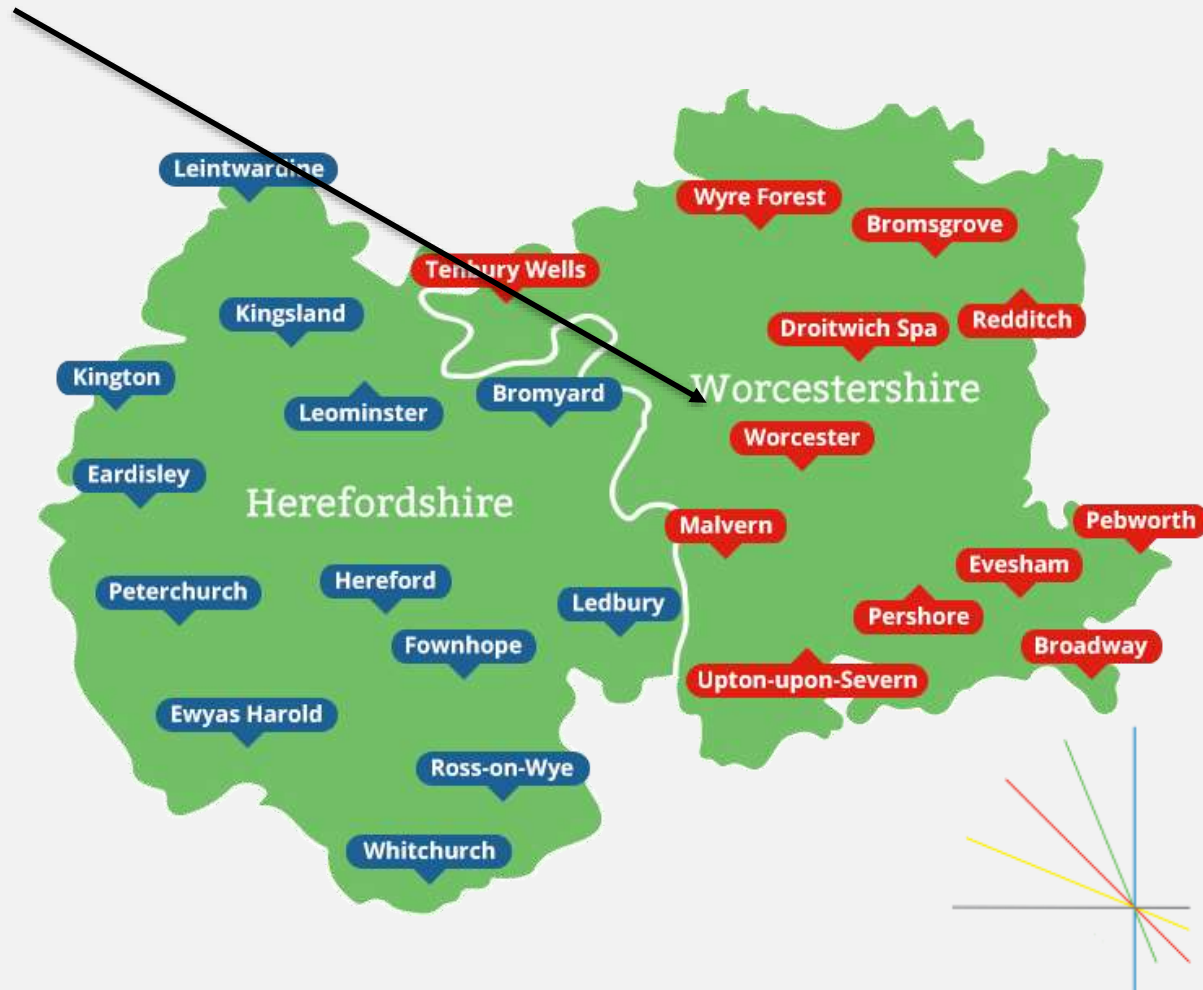 Leintwardine
Wyre Forest
Bromsgrove
Tenbury Wells
Kingsland
Droitwich Spa
Redditch
Kington
Worcestershire
Bromyard
Leominster
Worcester
Eardisley
Herefordshire
Malvern
Pebworth
Evesham
Hereford
Peterchurch
Ledbury
Pershore
Fownhope
Broadway
Upton-upon-Severn
Ewyas Harold
Ross-on-Wye
Whitchurch